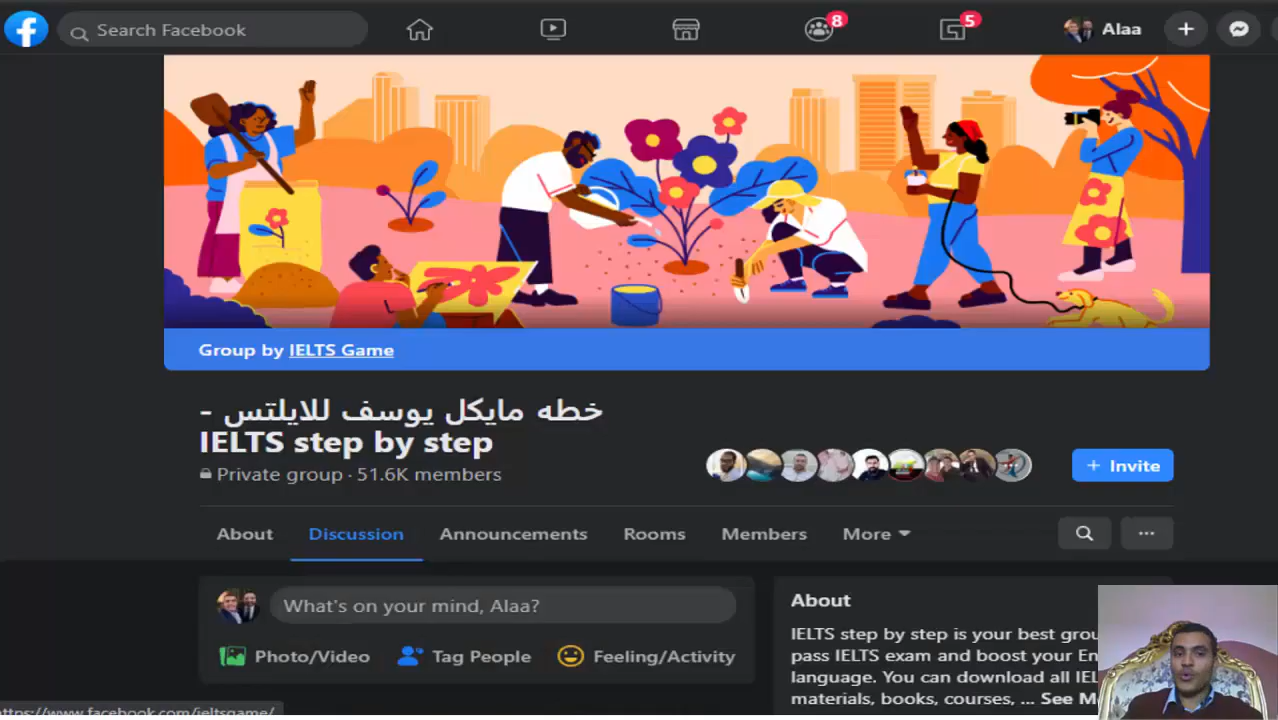 Search Facebook
8
5
Alaa
Group by IELTS Game
خطه مايكل يوسف للايلتس -
IELTS step by step
Private group · 51.6K members
+ Invite
About
Discussion
Announcements
Rooms
Members
More
What's on your mind, Alaa?
Photo/Video
Tag People
Feeling/Activity
About
IELTS step by step is your best
pass IELTS exam and boost your
language. You can download all
materials, books, courses, ... See
https://www.facebook.com/ieltsgame/